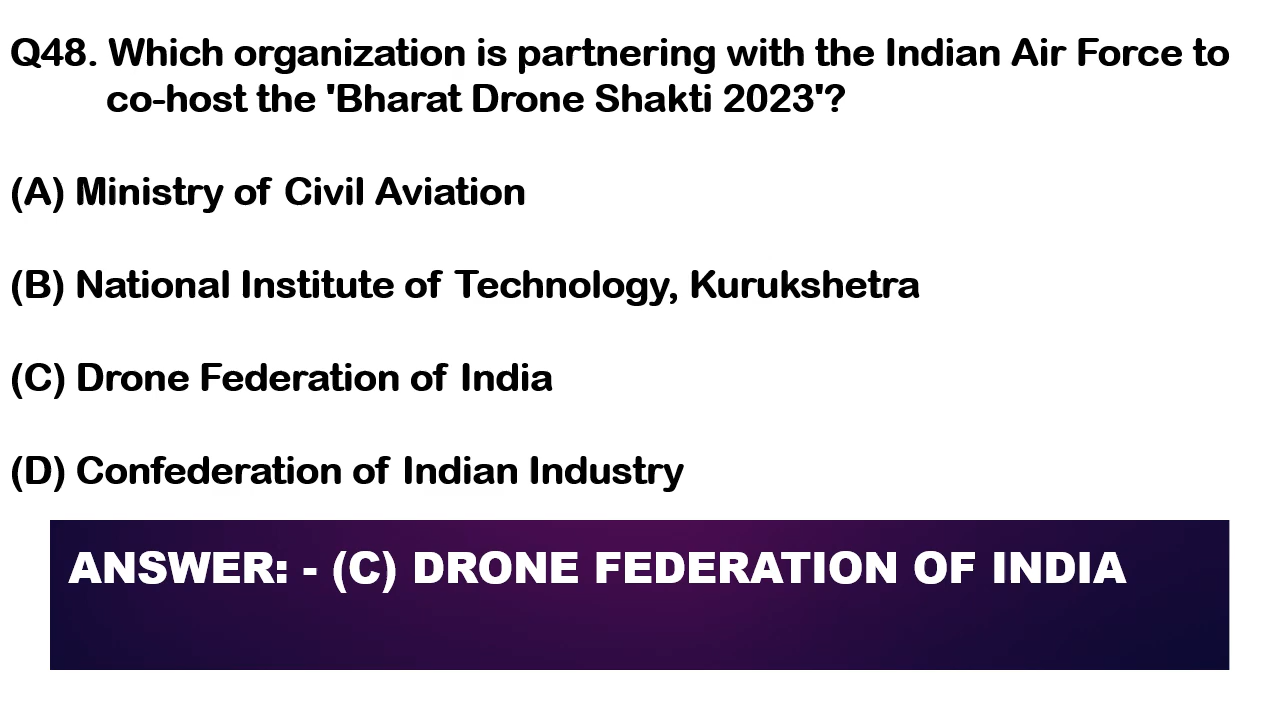 Q48. Which organization is partnering with the Indian Air Force to
co-host the 'Bharat Drone Shakti 2023'?
(A) Ministry of Civil Aviation
(B) National Institute of Technology, Kurukshetra
(C) Drone Federation of India
(D) Confederation of Indian Industry
ANSWER: - (C) DRONE FEDERATION OF INDIA